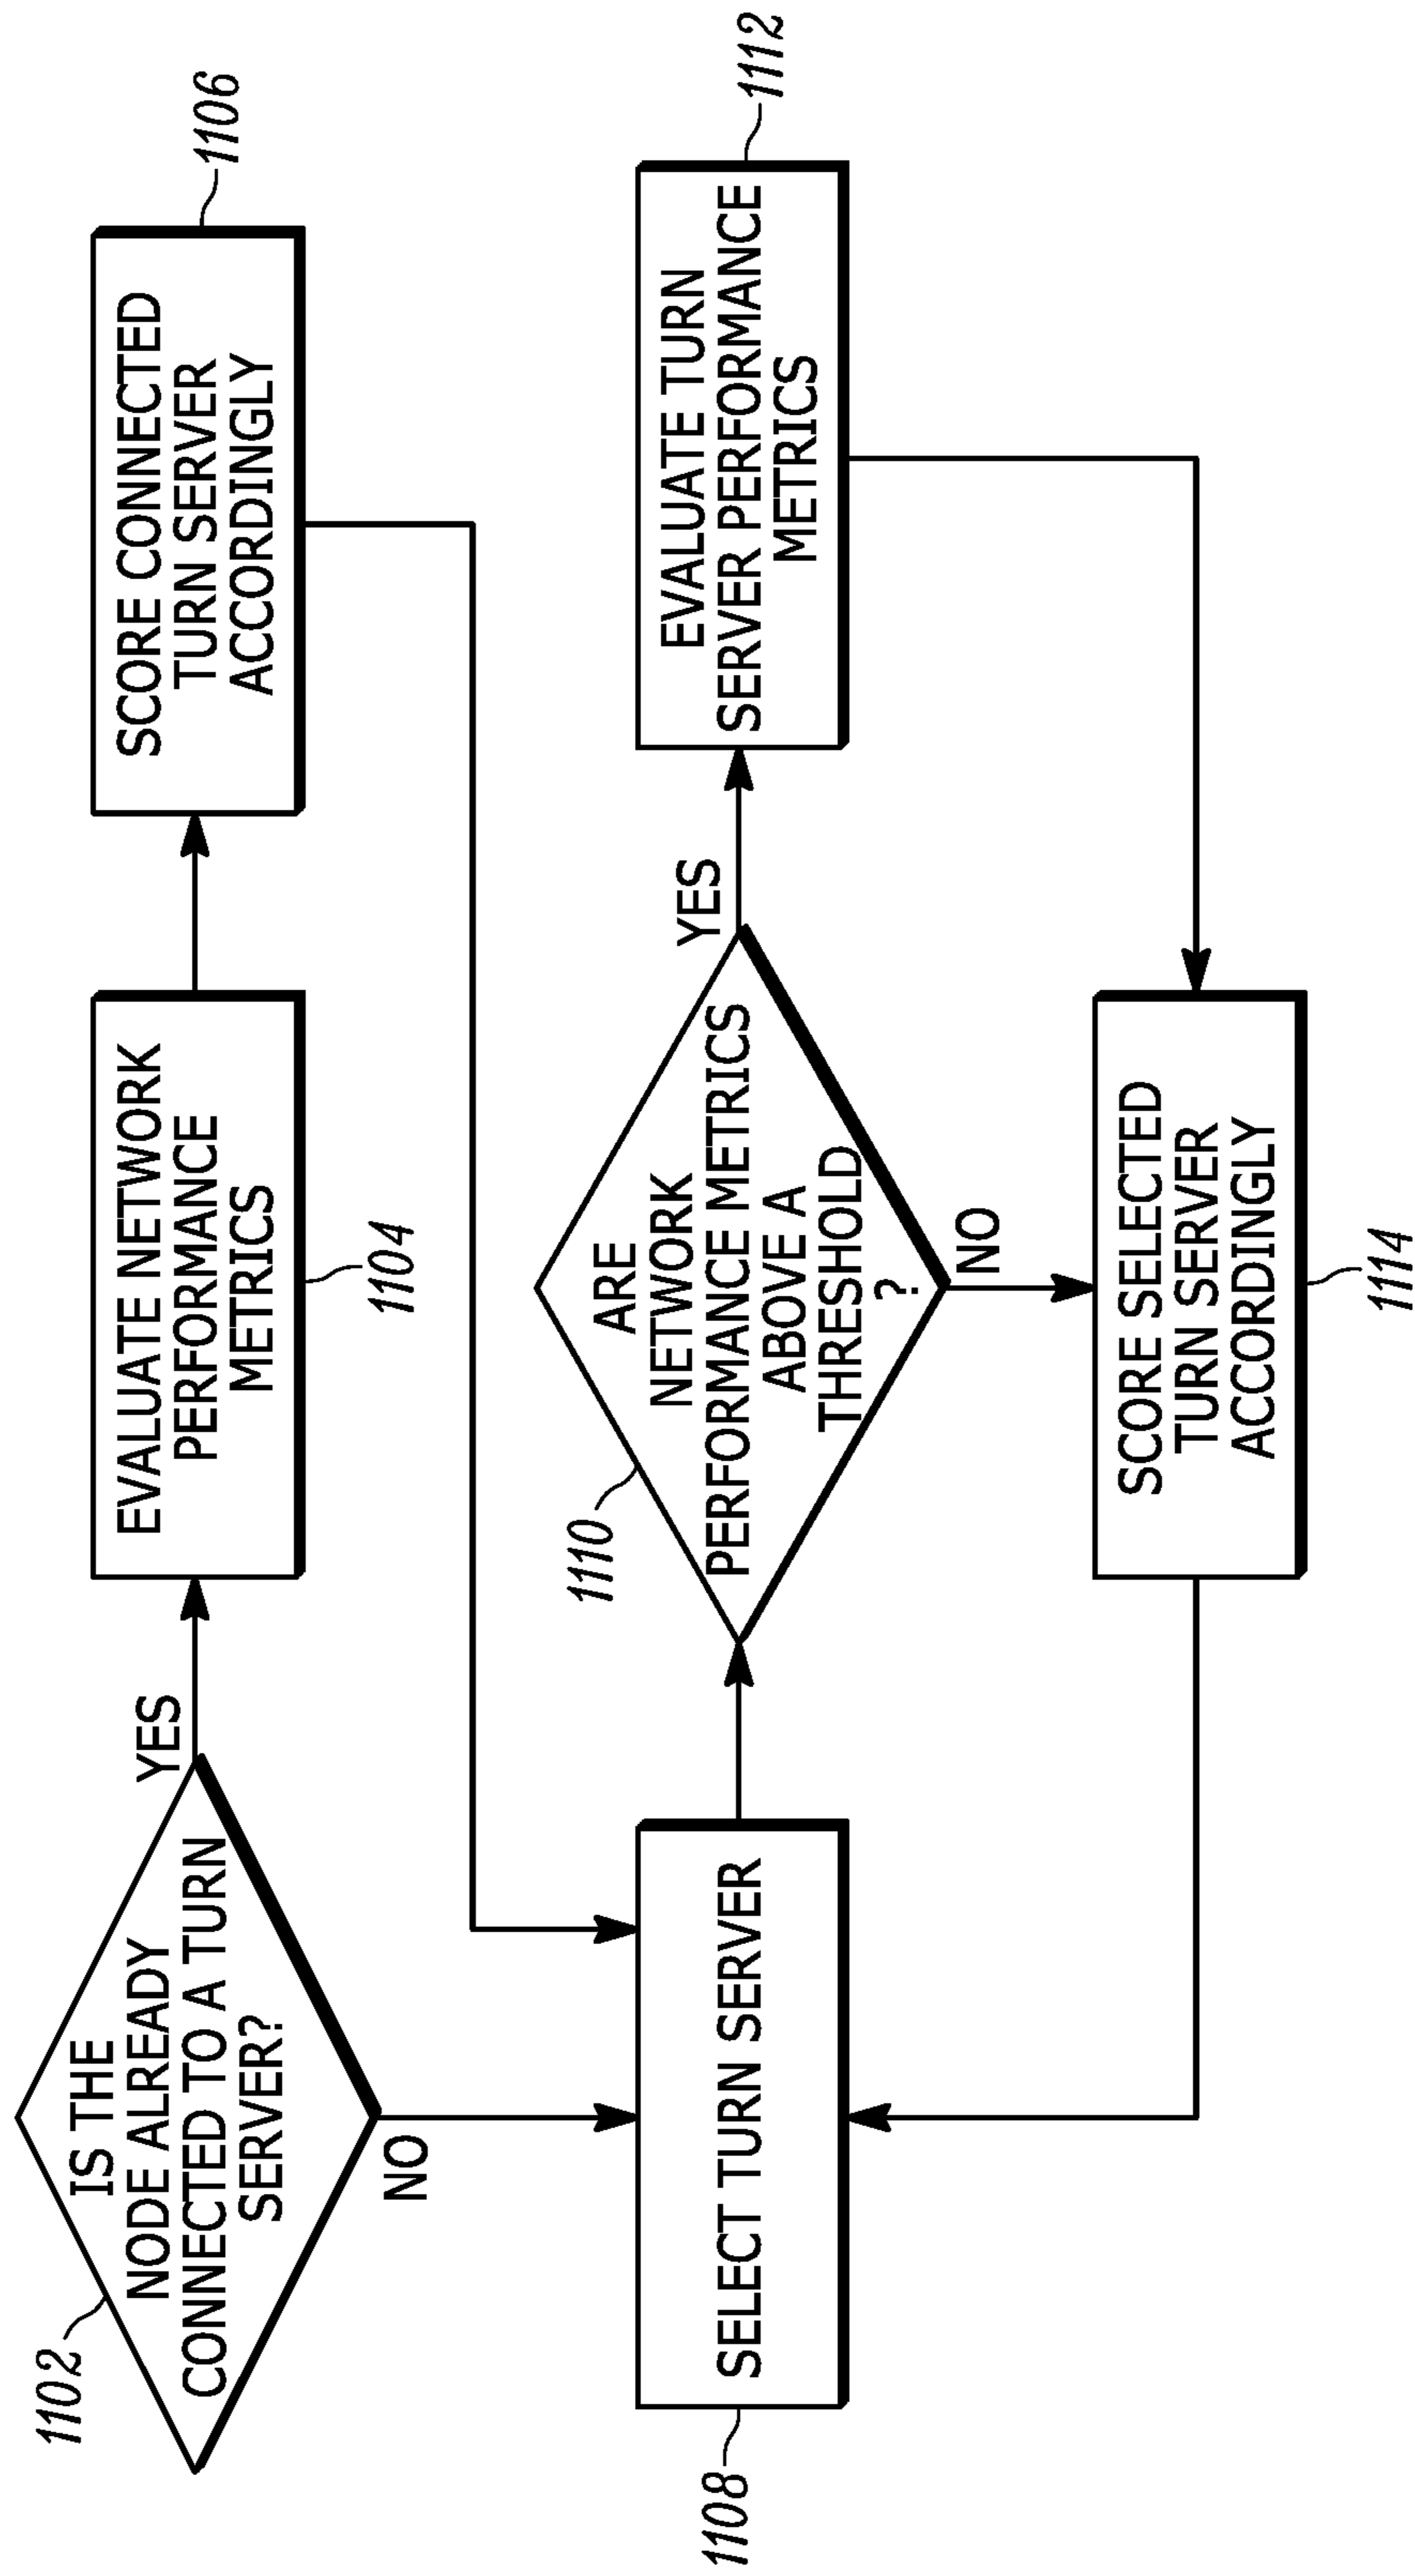 1102
IS THE
NODE ALREADY
CONNECTED TO A TURN
SERVER?
YES
NO
EVALUATE NETWORK
PERFORMANCE
METRICS
1104
SCORE CONNECTED
TURN SERVER
ACCORDINGLY
1106
SELECT TURN SERVER
1108
1110
ARE
NETWORK
PERFORMANCE METRICS
ABOVE A
THRESHOLD
?
YES
NO
EVALUATE TURN
SERVER PERFORMANCE
METRICS
1112
SCORE SELECTED
TURN SERVER
ACCORDINGLY
1114